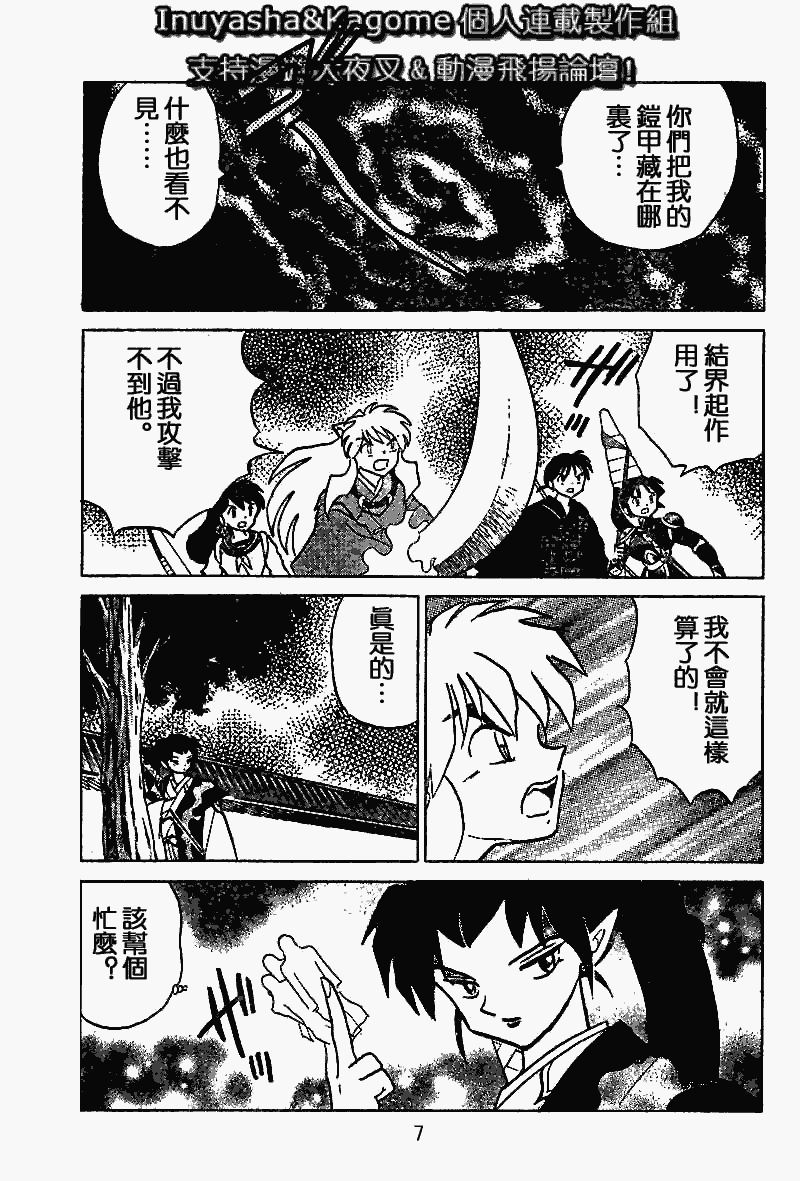 Inuyasha&Kagome 個人連載製作組
支持漫遊犬夜叉&動漫飛揚論壇!
你們把我的
鎧甲藏在哪
裏了…
什麼也看不
見……
結界起作
用了!
不過我攻擊
不到他。
我不會就這樣
算了的!
眞是的…
該幫個
忙麼?
7